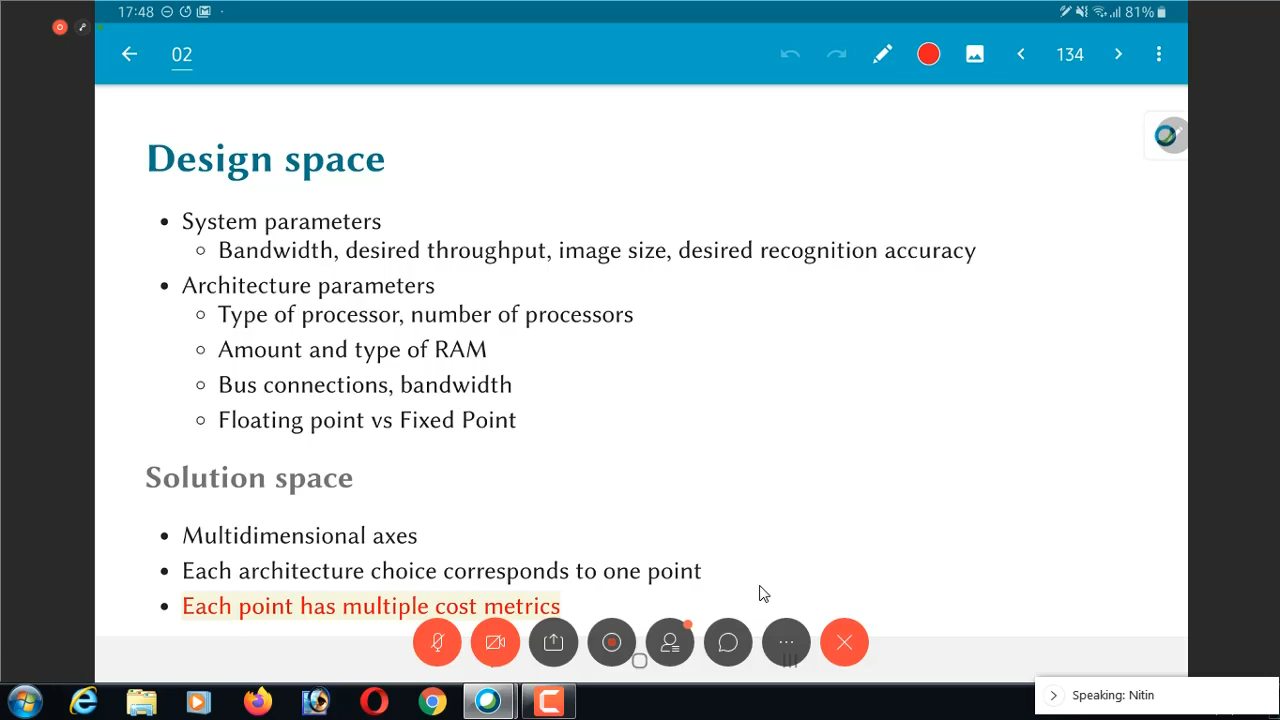 17:48
81%
02
134
Design space
System parameters
Bandwidth, desired throughput, image size, desired recognition accuracy
Architecture parameters
Type of processor, number of processors
Amount and type of RAM
Bus connections, bandwidth
Floating point vs Fixed Point
Solution space
Multidimensional axes
Each architecture choice corresponds to one point
Each point has multiple cost metrics
Speaking: Nitin